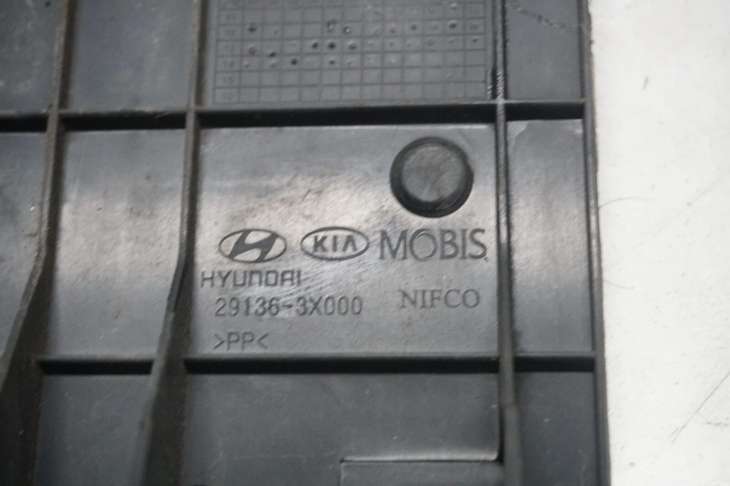 KIA MOBIS
HYUNDAI
29136-3X000 NIFCO
>PP<